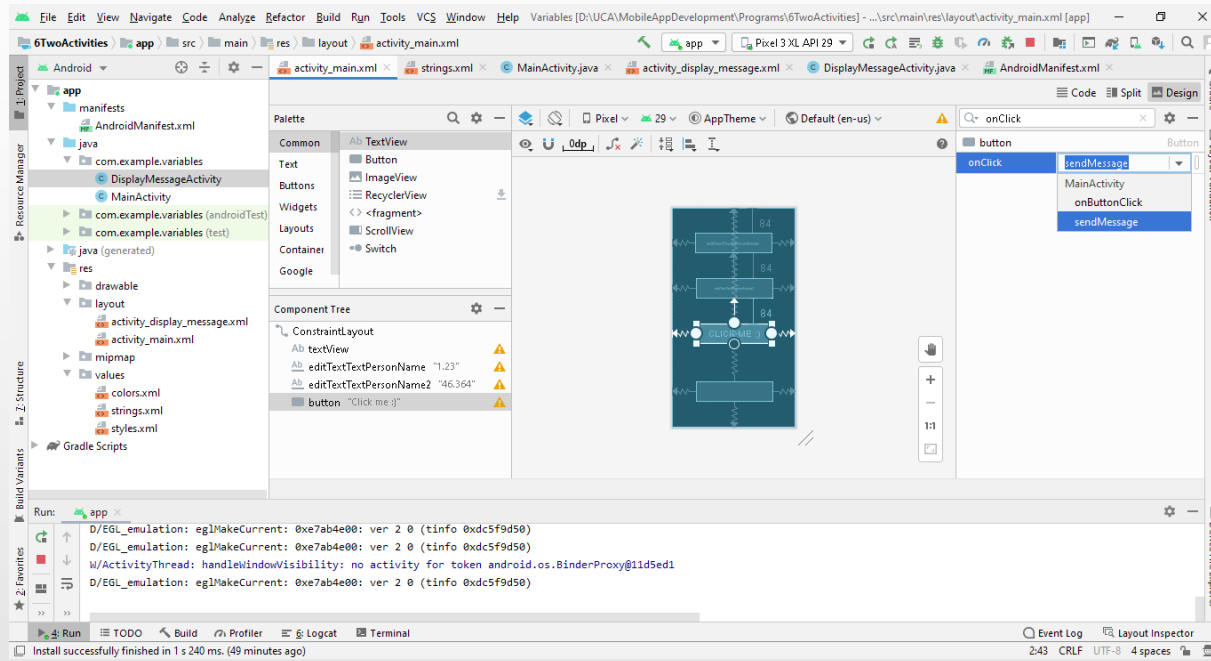 File Edit View Navigate Code Analyze Refactor Build Run Tools VCS Window Help Variables [D:\UCA\MobileAppDevelopment\Programs\6TwoActivities] - ...\src\main\res\layout\activity_main.xml [app]
6TwoActivities app src main res layout activity_main.xml app Pixel 3 XL API 29
Android activity_main.xml strings.xml MainActivity.java activity_display_message.xml DisplayMessageActivity.java AndroidManifest.xml
1: Project
Resource Manager
Z: Structure
Build Variants
2: Favorites
app
manifests
AndroidManifest.xml
java
com.example.variables
DisplayMessageActivity
MainActivity
com.example.variables (androidTest)
com.example.variables (test)
java (generated)
res
drawable
layout
activity_display_message.xml
activity_main.xml
mipmap
values
colors.xml
strings.xml
styles.xml
Gradle Scripts
Code Split Design
Palette
Common
Text
Buttons
Widgets
Layouts
Container
Google
Ab TextView
Button
ImageView
RecyclerView
<> <fragment>
ScrollView
Switch
Component Tree
ConstraintLayout
Ab textView
Ab editTextTextPersonName "1.23"
Ab editTextTextPersonName2 "46.364"
button "Click me :)"
Pixel 29 AppTheme Default (en-us)
0dp
84
84
84
CLICK ME :)
1:1
onClick
button Button
onClick sendMessage
MainActivity
onButtonClick
sendMessage
Run: app
D/EGL_emulation: eglMakeCurrent: 0xe7ab4e00: ver 2 0 (tinfo 0xdc5f9d50)
D/EGL_emulation: eglMakeCurrent: 0xe7ab4e00: ver 2 0 (tinfo 0xdc5f9d50)
W/ActivityThread: handleWindowVisibility: no activity for token android.os.BinderProxy@11d5ed1
D/EGL_emulation: eglMakeCurrent: 0xe7ab4e00: ver 2 0 (tinfo 0xdc5f9d50)
4: Run TODO Build Profiler 6: Logcat Terminal Event Log Layout Inspector
Install successfully finished in 1 s 240 ms. (49 minutes ago) 2:43 CRLF UTF-8 4 spaces